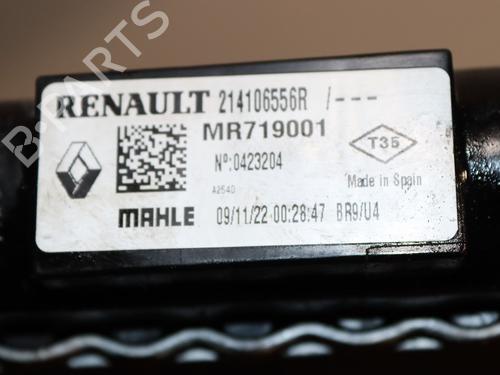 B-PARTS
RENAULT 214106556R /---
MR719001
Nº:0423204
T35
A2540
Made in Spain
MAHLE 09/11/22 00:28:47 BR9/U4